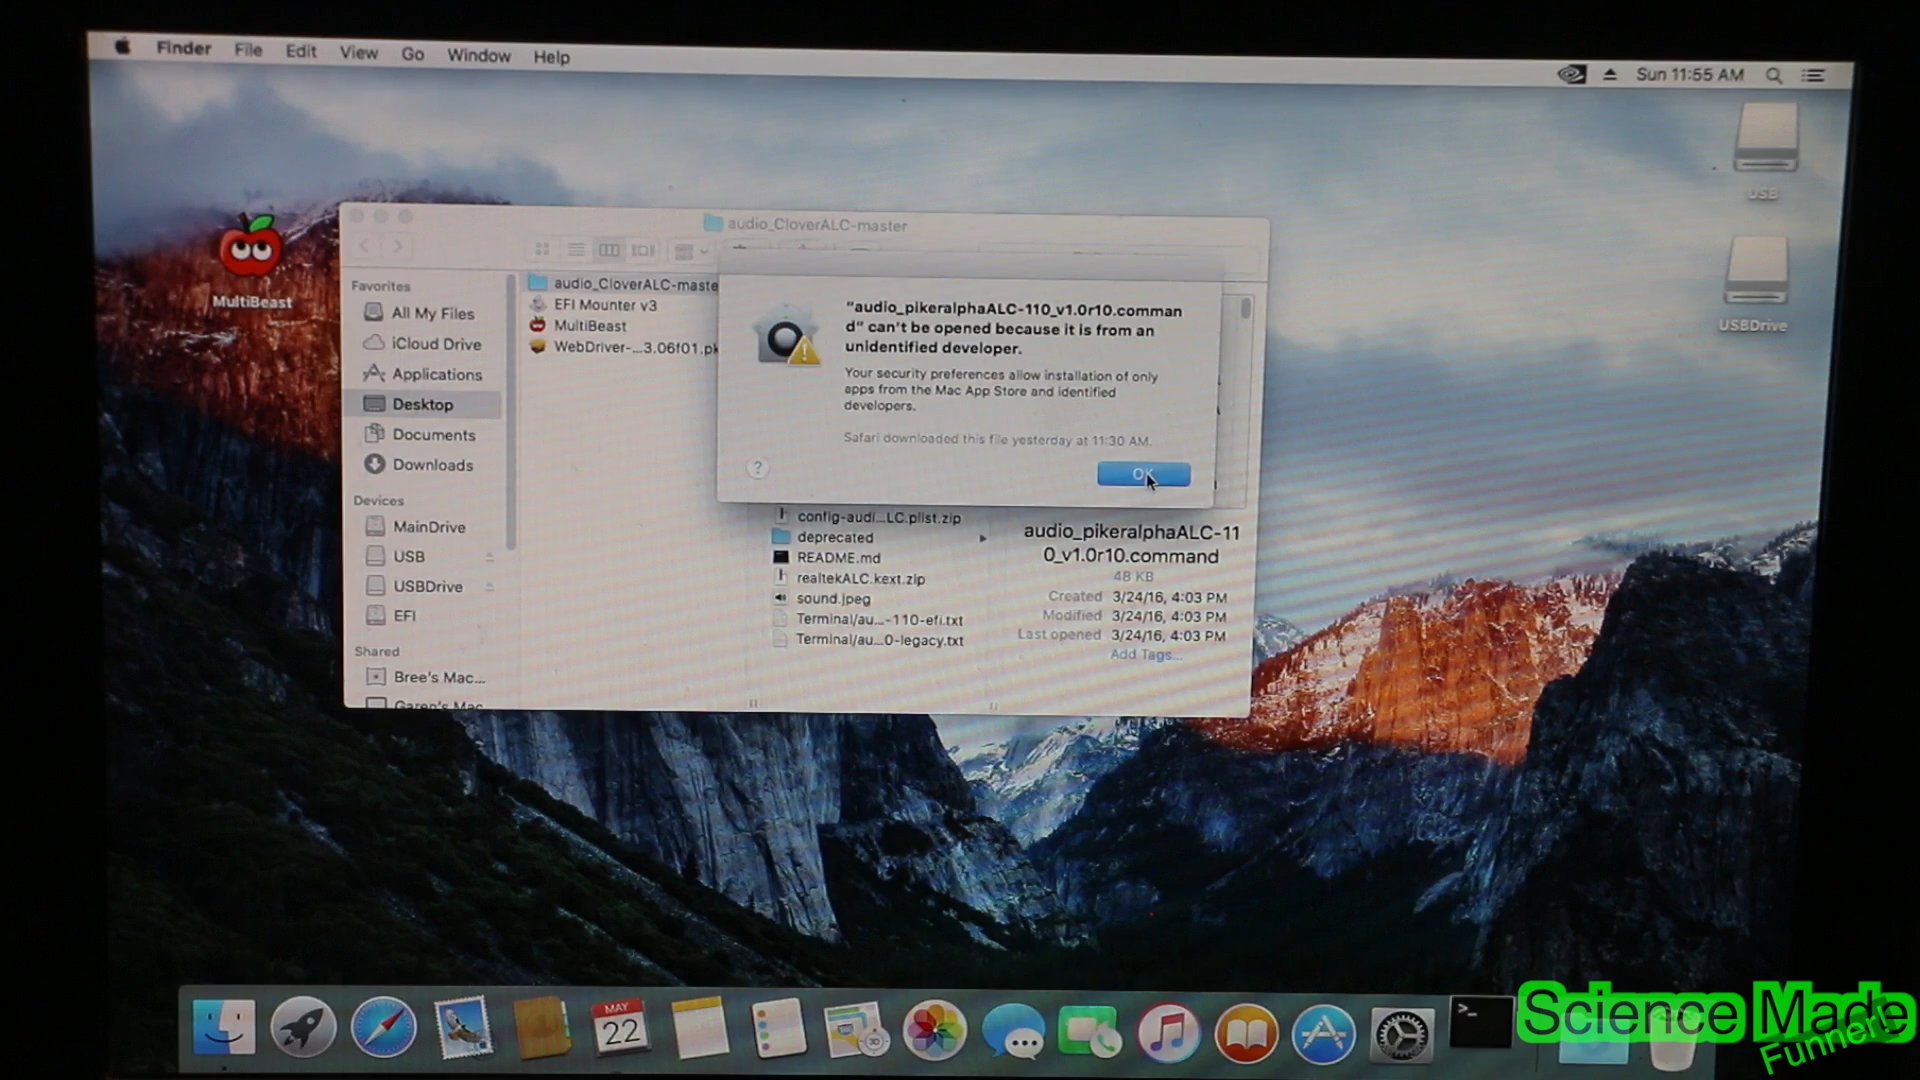 Finder File Edit View Go Window Help
Sun 11:55 AM
USB
USBDrive
MultiBeast
audio_CloverALC-master
Favorites
All My Files
iCloud Drive
Applications
Desktop
Documents
Downloads
Devices
MainDrive
USB
USBDrive
EFI
Shared
Bree's Mac...
Garen's Mac
audio_CloverALC-maste
EFI Mounter v3
MultiBeast
WebDriver-...3.06f01.pk
"audio_pikeralphaALC-110_v1.0r10.comman
d" can't be opened because it is from an
unidentified developer.
Your security preferences allow installation of only
apps from the Mac App Store and identified
developers.
Safari downloaded this file yesterday at 11:30 AM.
?
OK
config-audi...LC.plist.zip
deprecated
README.md
realtekALC.kext.zip
sound.jpeg
Terminal/au...-110-efi.txt
Terminal/au...0-legacy.txt
audio_pikeralphaALC-11
0_v1.0r10.command
48 KB
Created 3/24/16, 4:03 PM
Modified 3/24/16, 4:03 PM
Last opened 3/24/16, 4:03 PM
Add Tags...
MAY
22
3D
>_
Science Made
Funner!